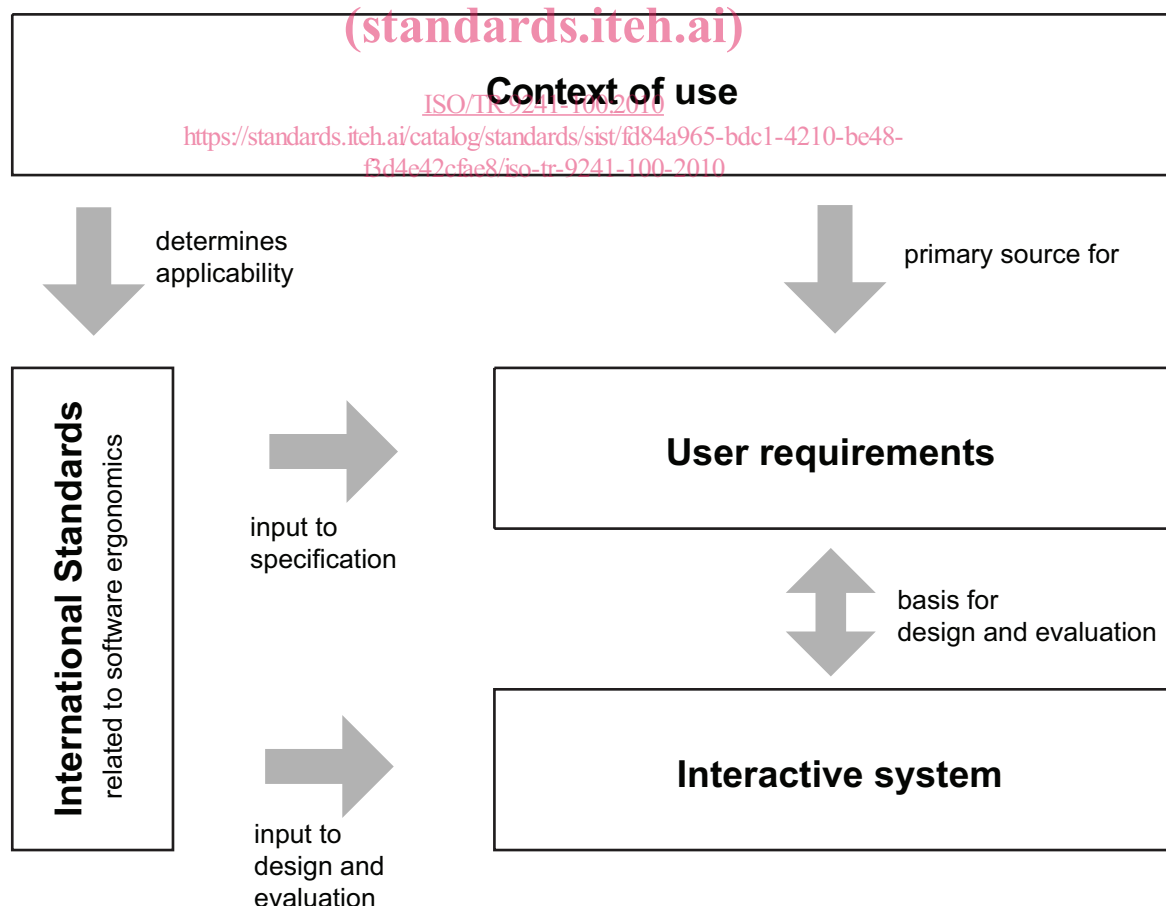 (standards.iteh.ai)
Context of use
ISO/TR 9241-100:2010
https://standards.iteh.ai/catalog/standards/sist/fd84a965-bdc1-4210-be48-
f3d4e42cfae8/iso-tr-9241-100-2010
determines
applicability
primary source for
International Standards
related to software ergonomics
input to
specification
User requirements
basis for
design and evaluation
input to
design and
evaluation
Interactive system